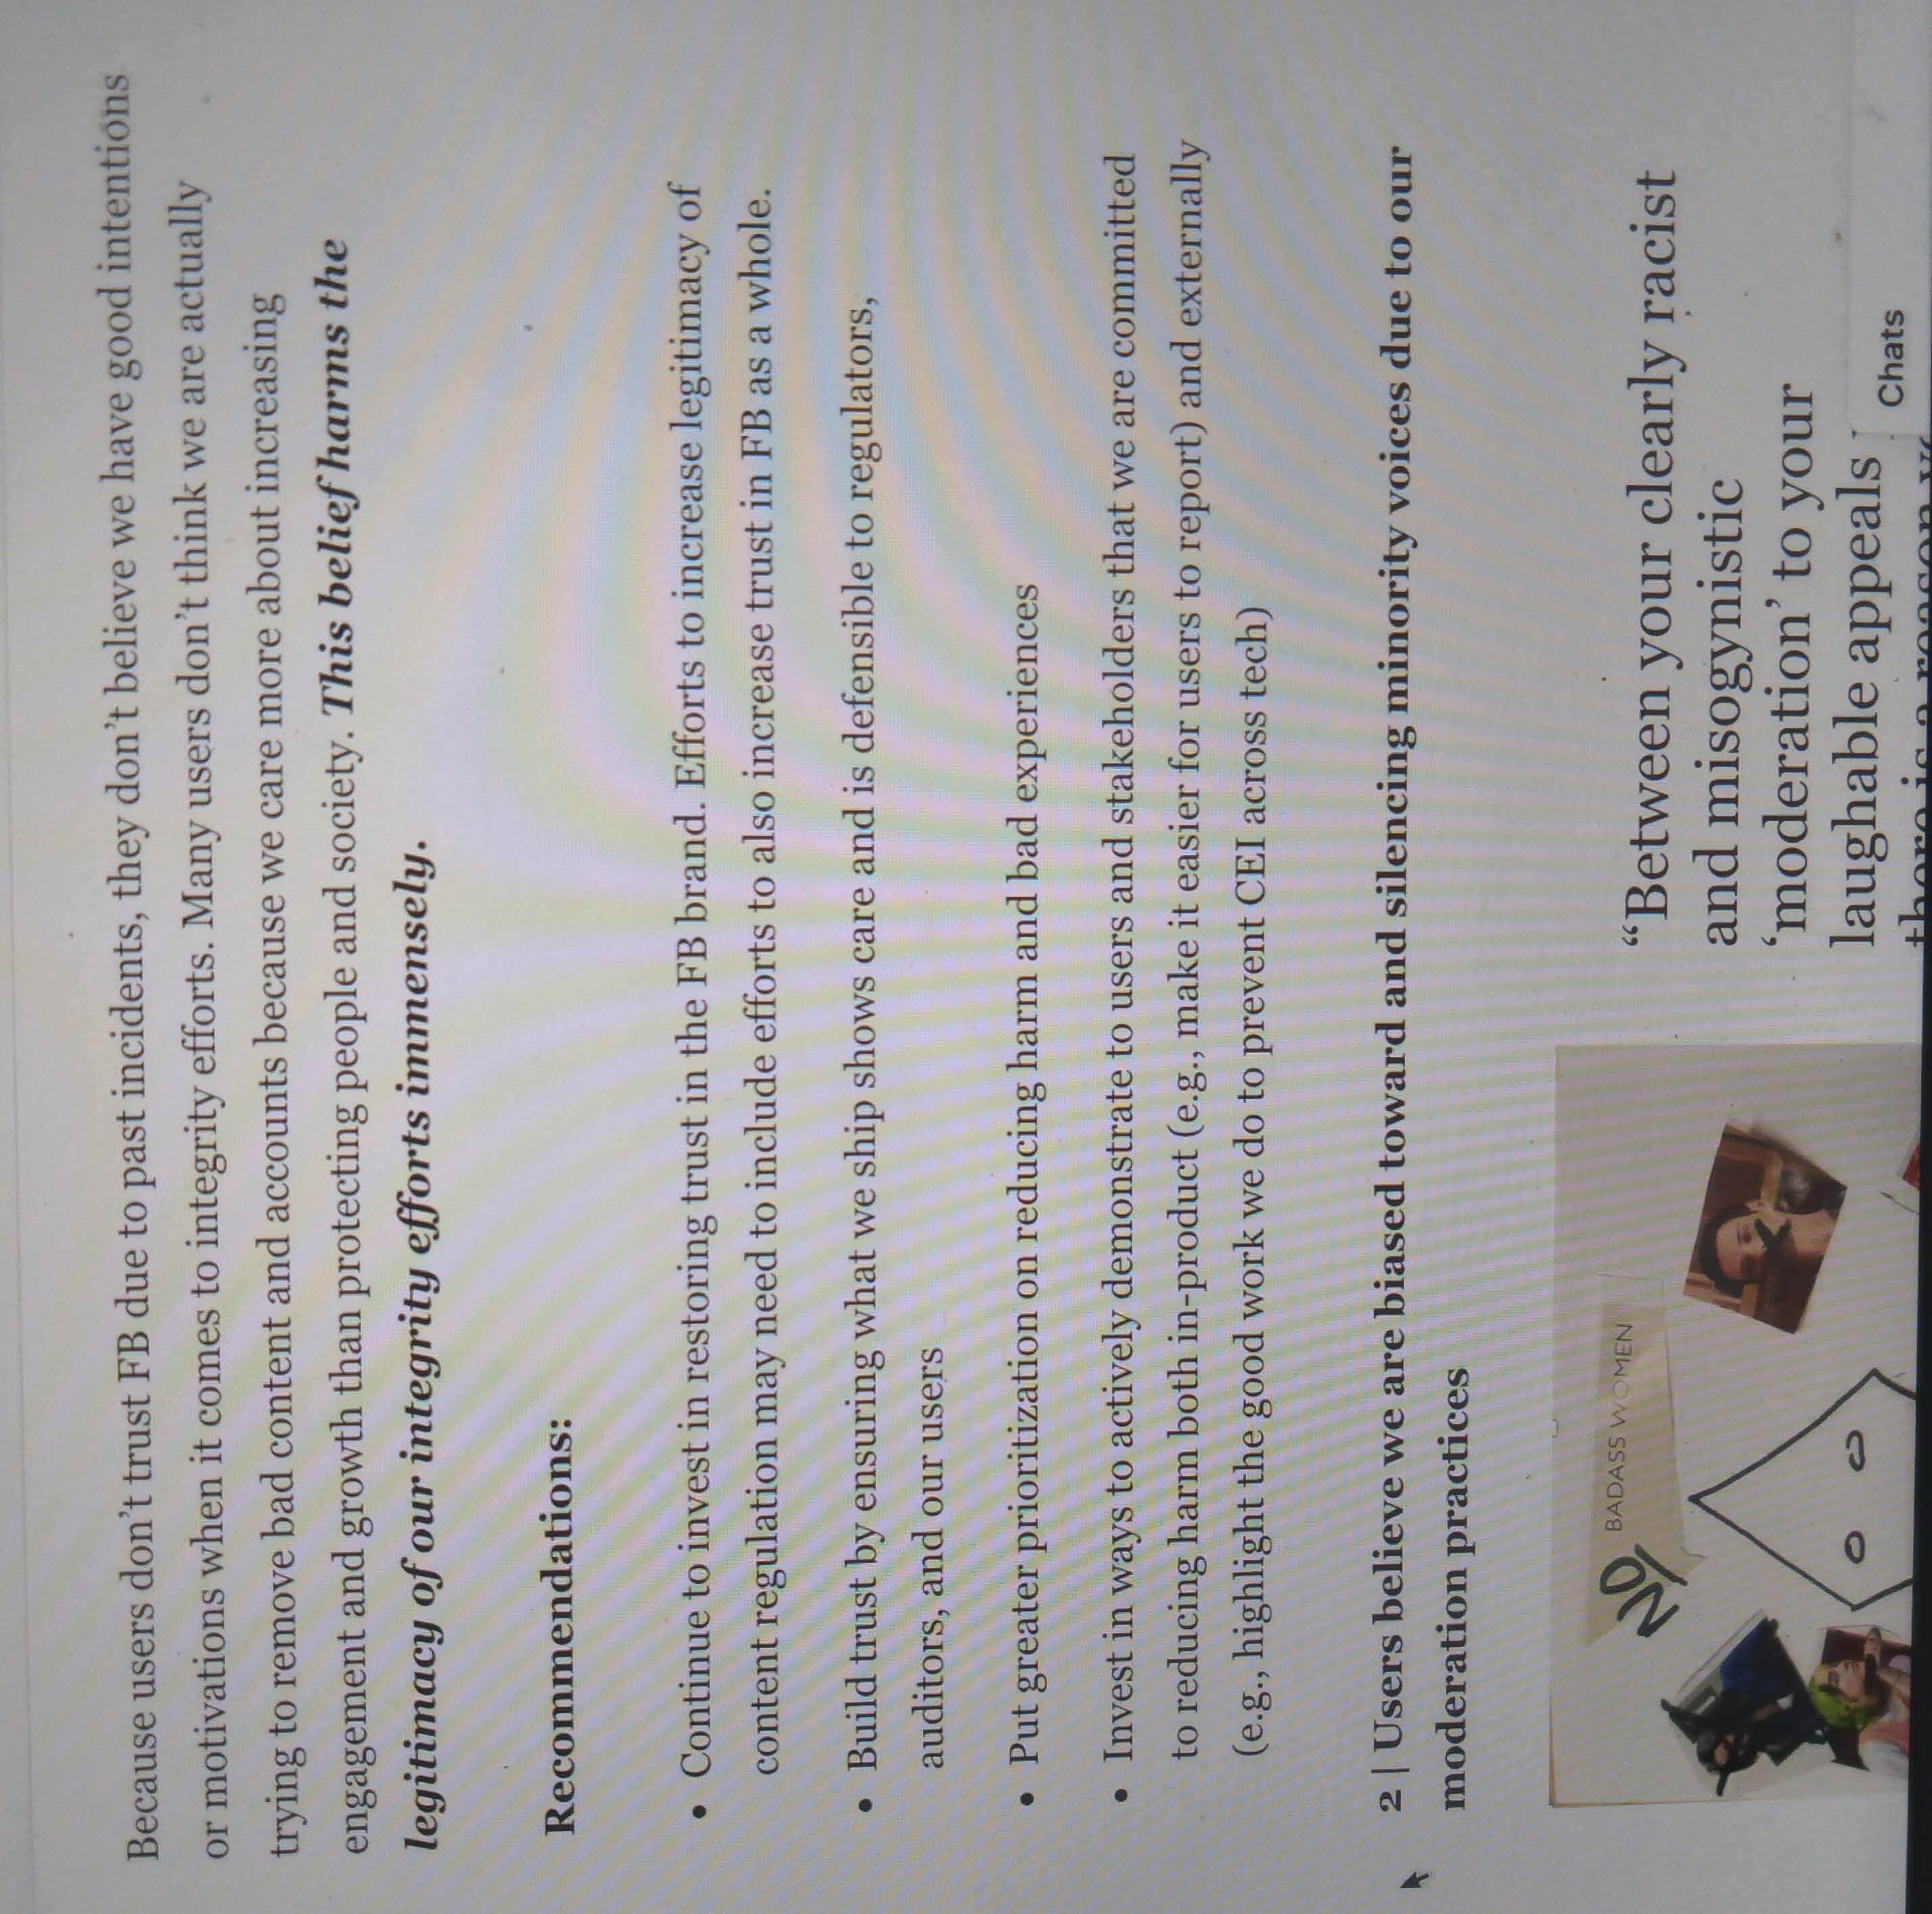 Because users don't trust FB due to past incidents, they don't believe we have good intentions
or motivations when it comes to integrity efforts. Many users don't think we are actually
trying to remove bad content and accounts because we care more about increasing
engagement and growth than protecting people and society. This belief harms the
legitimacy of our integrity efforts immensely.
Recommendations:
• Continue to invest in restoring trust in the FB brand. Efforts to increase legitimacy of
content regulation may need to include efforts to also increase trust in FB as a whole.
• Build trust by ensuring what we ship shows care and is defensible to regulators,
auditors, and our users
• Put greater prioritization on reducing harm and bad experiences
• Invest in ways to actively demonstrate to users and stakeholders that we are committed
to reducing harm both in-product (e.g., make it easier for users to report) and externally
(e.g., highlight the good work we do to prevent CEI across tech)
2 | Users believe we are biased toward and silencing minority voices due to our
moderation practices
NO
BADASS WOMEN
“Between your clearly racist
and misogynistic
‘moderation’ to your
laughable appeals
there is a reason
Chats